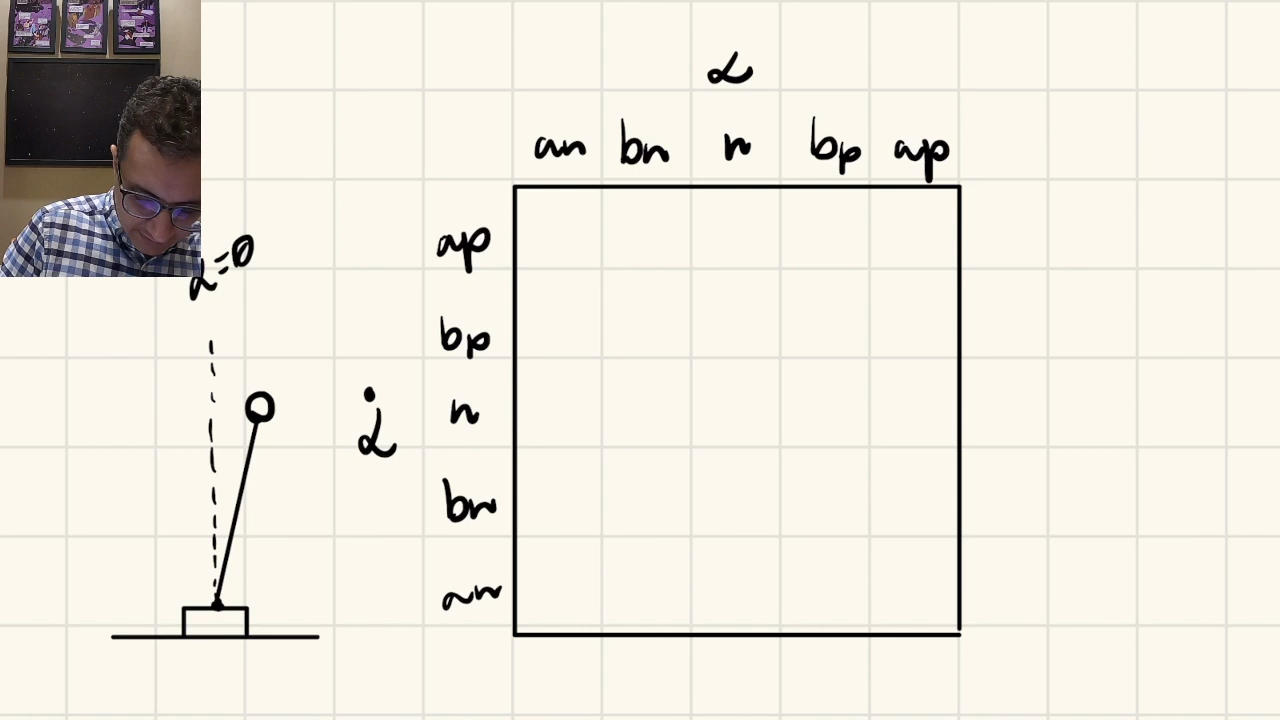 α
an bn n bp ap
α=0
ap
bp
α̇ n
bn
an